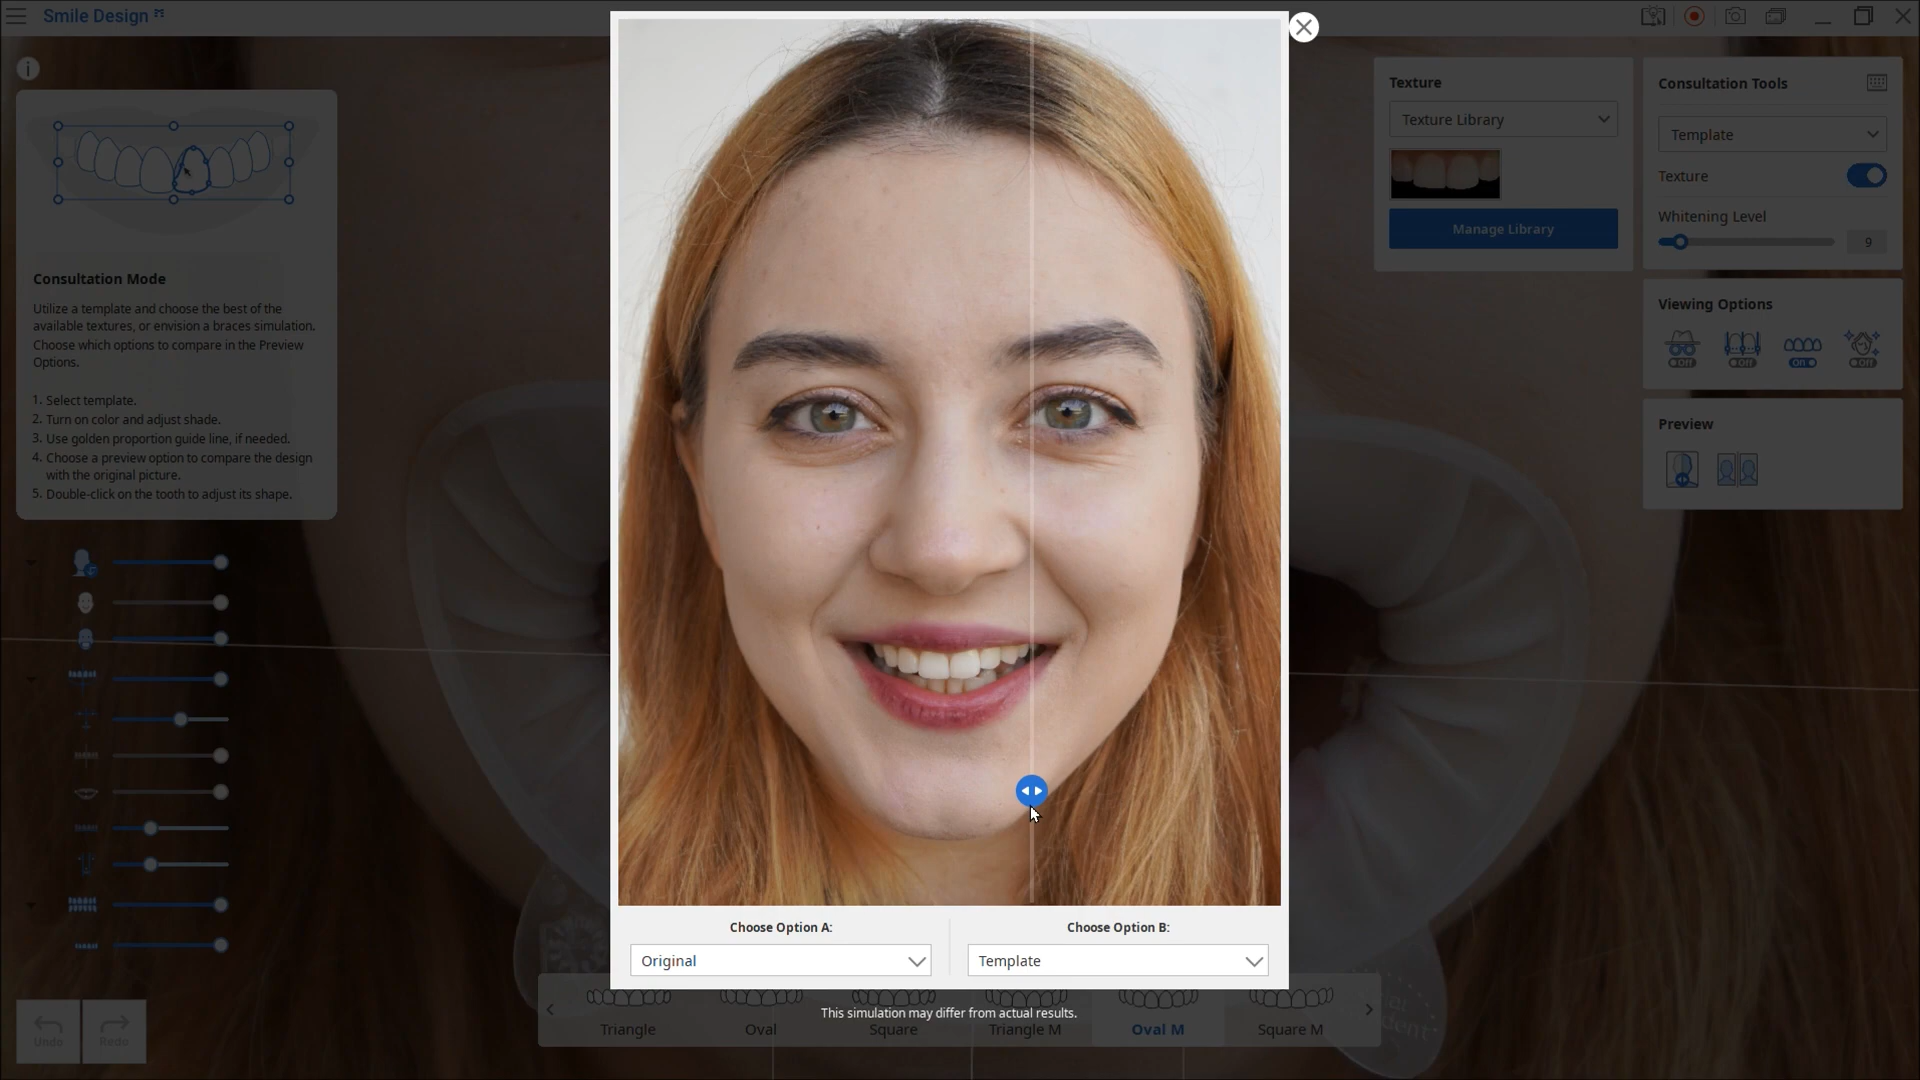 Smile Design
Texture
Texture Library
Manage Library
Consultation Tools
Template
Texture
Whitening Level
9
Viewing Options
Off
Off
On
Off
Preview
Consultation Mode
Utilize a template and choose the best of the
available textures, or envision a braces simulation.
Choose which options to compare in the Preview
Options.
1. Select template.
2. Turn on color and adjust shade.
3. Use golden proportion guide line, if needed.
4. Choose a preview option to compare the design
with the original picture.
5. Double-click on the tooth to adjust its shape.
Choose Option A:
Choose Option B:
Original
Template
This simulation may differ from actual results.
Triangle
Oval
Square
Triangle M
Oval M
Square M
Undo
Redo